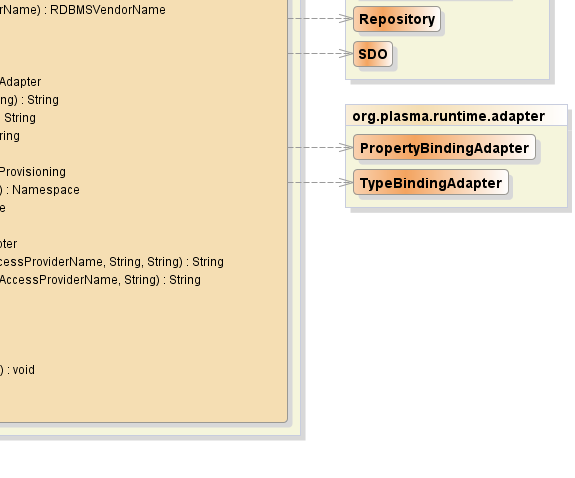 rName) : RDBMSVendorName
Adapter
ng) : String
String
ring
Provisioning
) : Namespace
e
pter
cessProviderName, String, String) : String
AccessProviderName, String) : String
) : void
Repository
SDO
org.plasma.runtime.adapter
PropertyBindingAdapter
TypeBindingAdapter